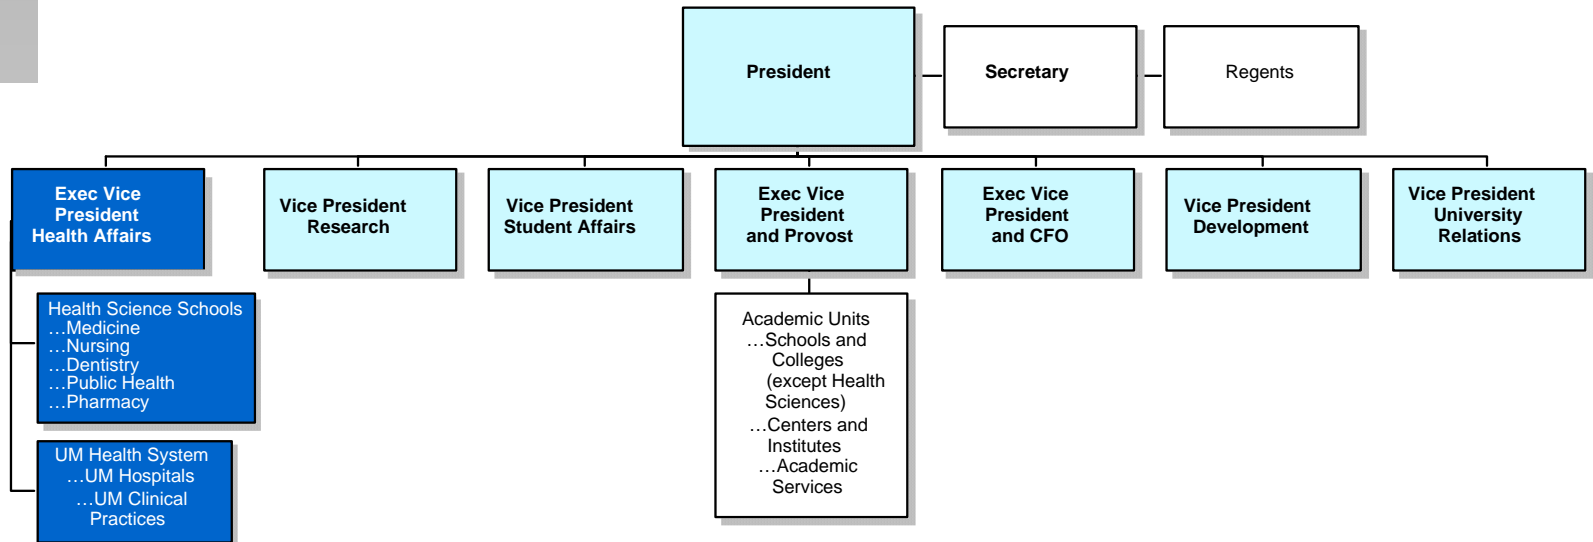 President
Secretary
Regents
Exec Vice
President
Health Affairs
Vice President
Research
Vice President
Student Affairs
Exec Vice
President
and Provost
Exec Vice
President
and CFO
Vice President
Development
Vice President
University
Relations
Health Science Schools
…Medicine
…Nursing
…Dentistry
…Public Health
…Pharmacy
UM Health System
…UM Hospitals
…UM Clinical
Practices
Academic Units
…Schools and
Colleges
(except Health
Sciences)
…Centers and
Institutes
…Academic
Services